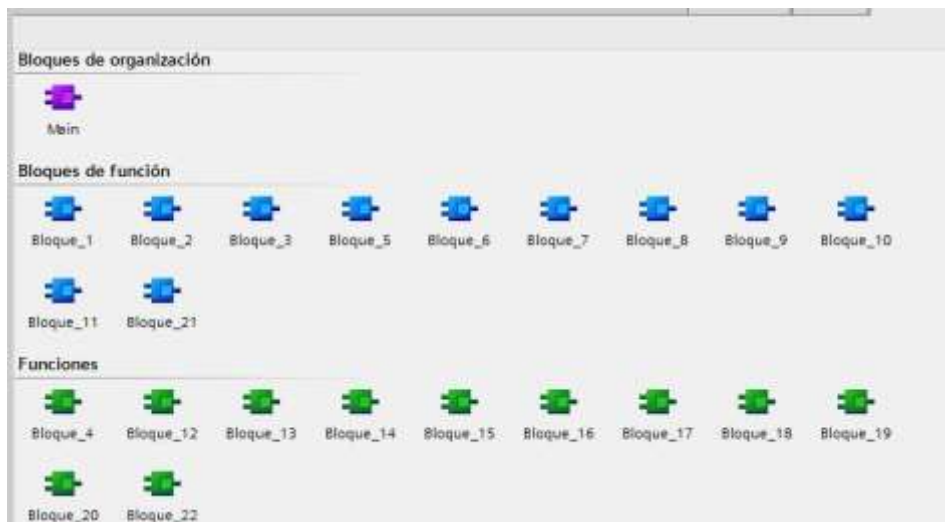 Bloques de organización
Main
Bloques de función
Bloque_1 Bloque_2 Bloque_3 Bloque_5 Bloque_6 Bloque_7 Bloque_8 Bloque_9 Bloque_10
Bloque_11 Bloque_21
Funciones
Bloque_4 Bloque_12 Bloque_13 Bloque_14 Bloque_15 Bloque_16 Bloque_17 Bloque_18 Bloque_19
Bloque_20 Bloque_22